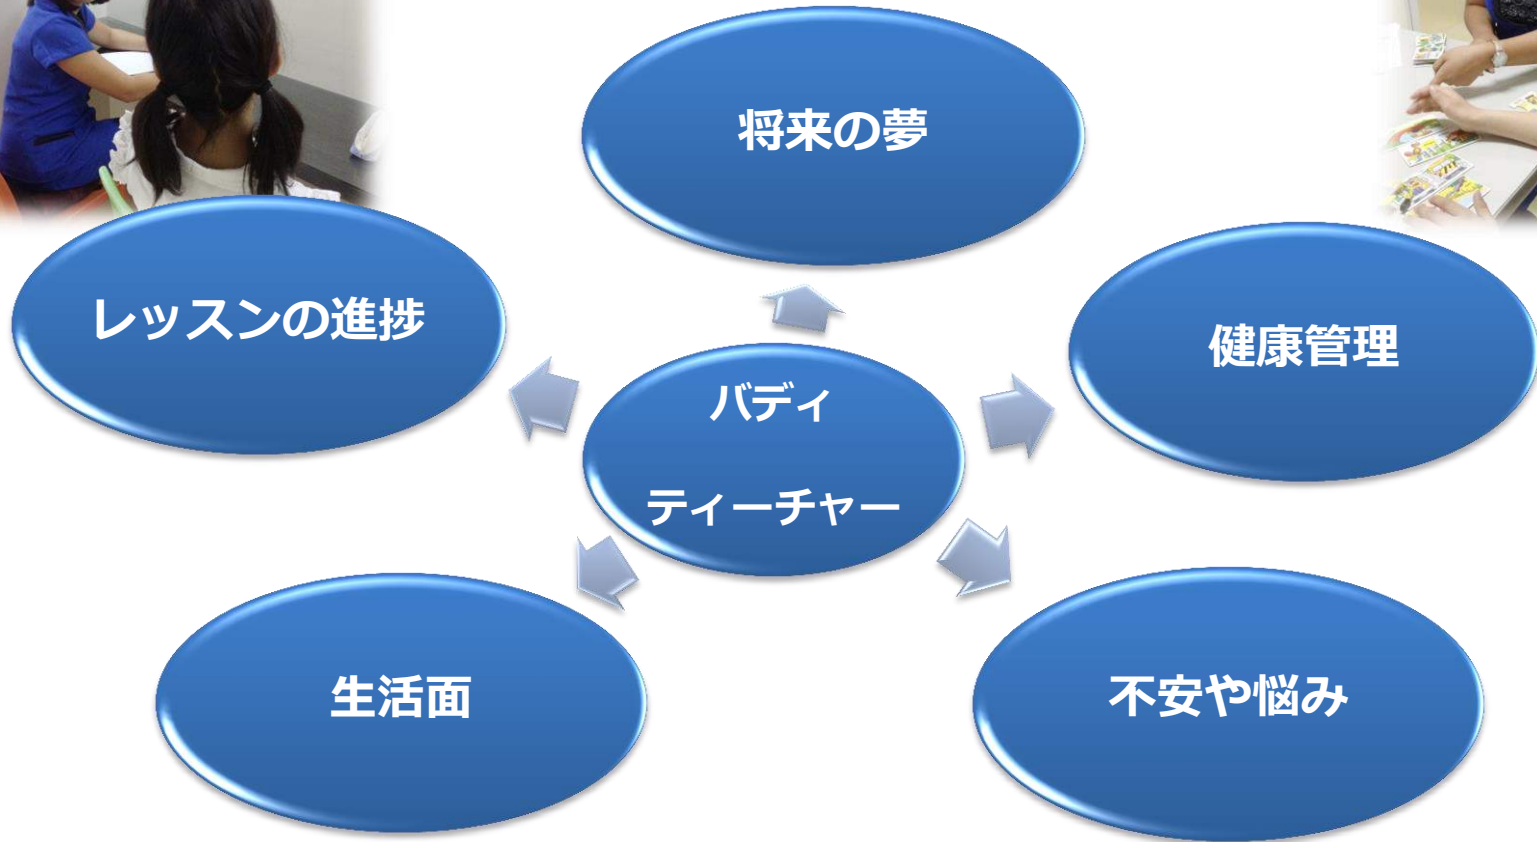 将来の夢
レッスンの進捗
健康管理
バディ
ティーチャー
生活面
不安や悩み